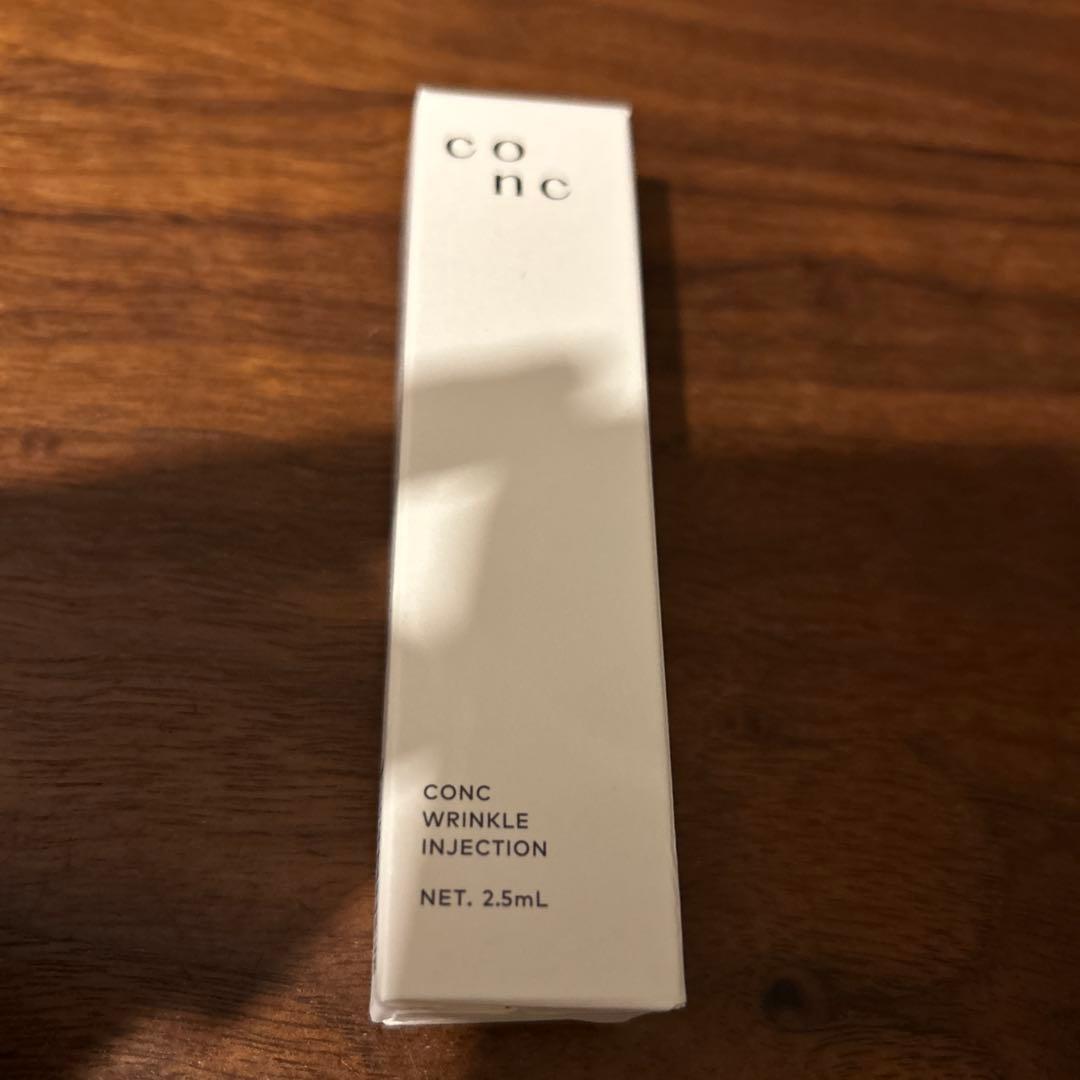 co
nc
CONC
WRINKLE
INJECTION
NET. 2.5mL